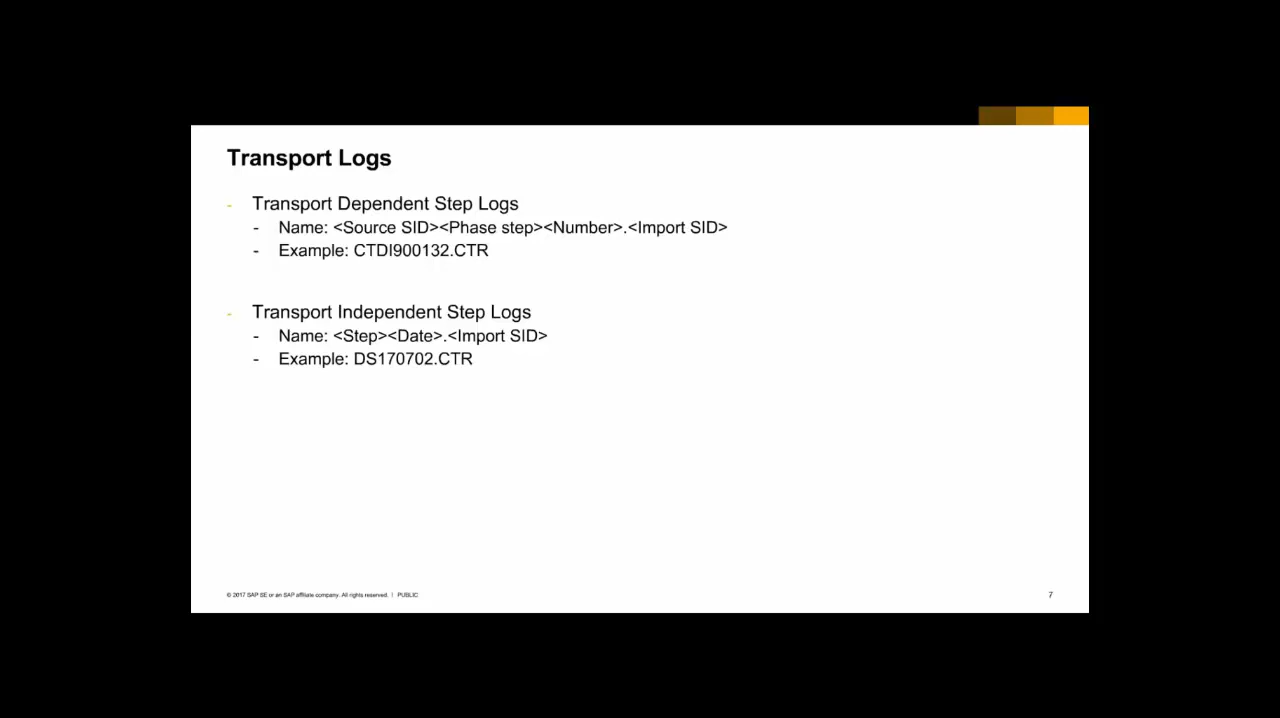 Transport Logs
- Transport Dependent Step Logs
- Name: <Source SID><Phase step><Number>.<Import SID>
- Example: CTDI900132.CTR
- Transport Independent Step Logs
- Name: <Step><Date>.<Import SID>
- Example: DS170702.CTR
© 2017 SAP SE or an SAP affiliate company. All rights reserved. | PUBLIC
7